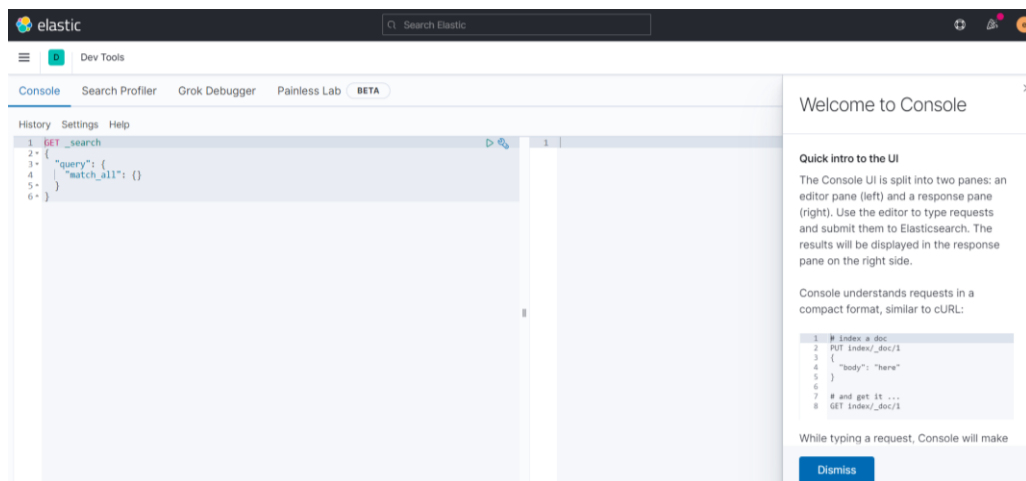 elastic
Search Elastic
e
D
Dev Tools
Console Search Profiler Grok Debugger Painless Lab BETA
History Settings Help
1 GET _search
2 {
3 "query": {
4 "match_all": {}
5 }
6 }
1
Welcome to Console
Quick intro to the UI
The Console UI is split into two panes: an
editor pane (left) and a response pane
(right). Use the editor to type requests
and submit them to Elasticsearch. The
results will be displayed in the response
pane on the right side.
Console understands requests in a
compact format, similar to cURL:
1 # index a doc
2 PUT index/_doc/1
3 {
4 "body": "here"
5 }
6
7 # and get it ...
8 GET index/_doc/1
While typing a request, Console will make
Dismiss